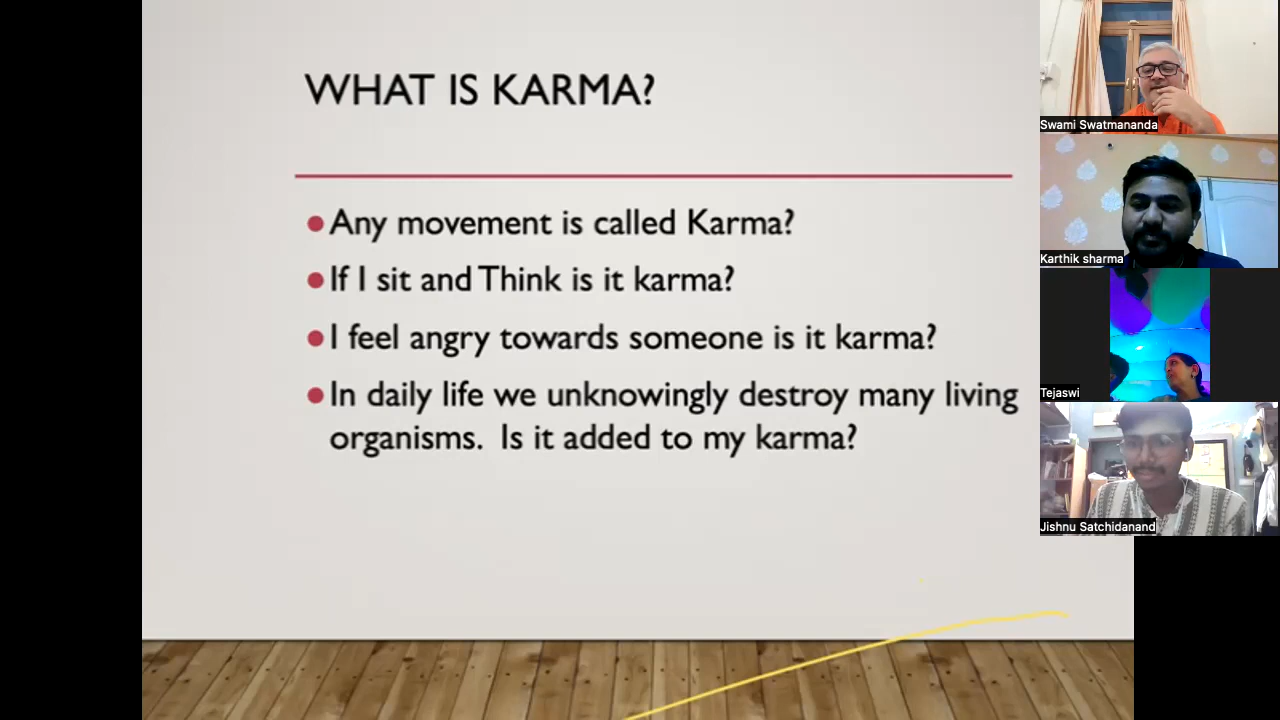 WHAT IS KARMA?
Any movement is called Karma?
If I sit and Think is it karma?
I feel angry towards someone is it karma?
In daily life we unknowingly destroy many living
organisms. Is it added to my karma?
Swami Swatmananda
Karthik sharma
Tejaswi
Jishnu Satchidanand